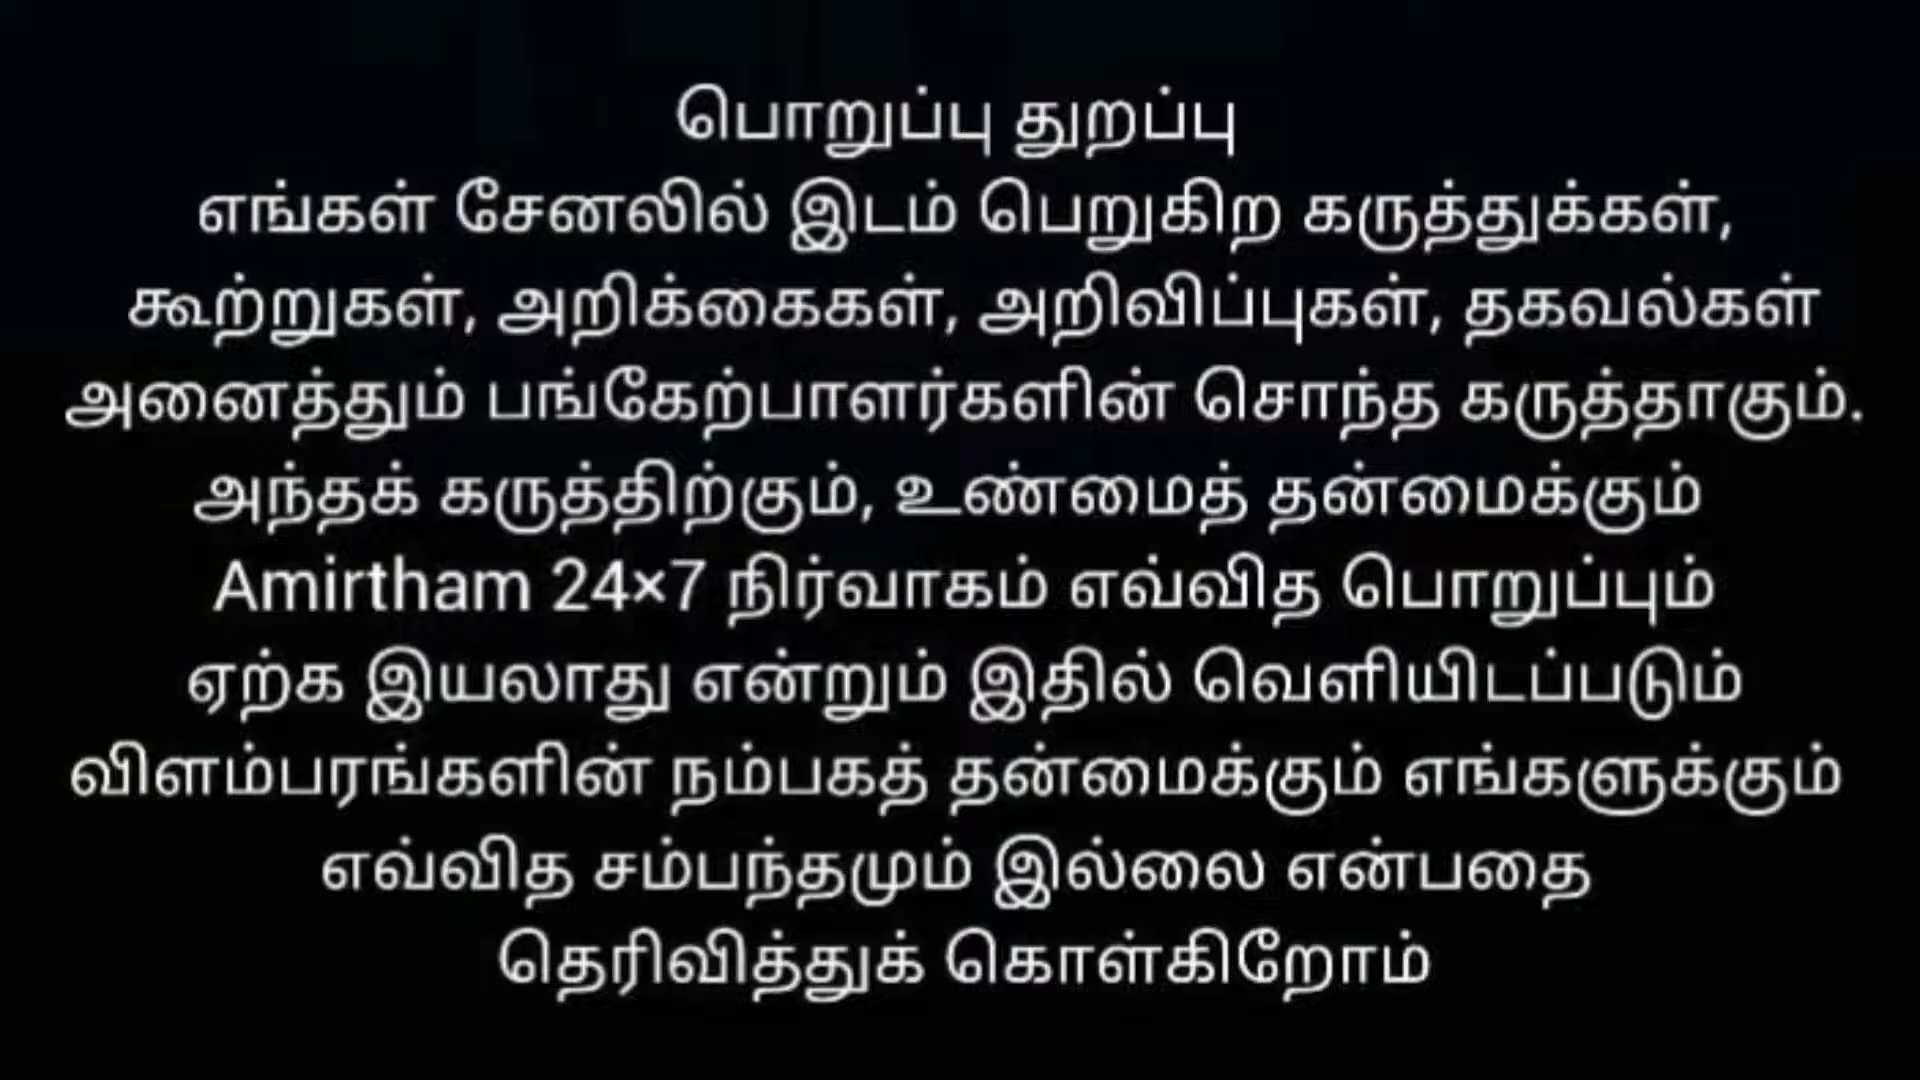 பொறுப்பு துறப்பு
எங்கள் சேனலில் இடம் பெறுகிற கருத்துக்கள்,
கூற்றுகள், அறிக்கைகள், அறிவிப்புகள், தகவல்கள்
அனைத்தும் பங்கேற்பாளர்களின் சொந்த கருத்தாகும்.
அந்தக் கருத்திற்கும், உண்மைத் தன்மைக்கும்
Amirtham 24×7 நிர்வாகம் எவ்வித பொறுப்பும்
ஏற்க இயலாது என்றும் இதில் வெளியிடப்படும்
விளம்பரங்களின் நம்பகத் தன்மைக்கும் எங்களுக்கும்
எவ்வித சம்பந்தமும் இல்லை என்பதை
தெரிவித்துக் கொள்கிறோம்